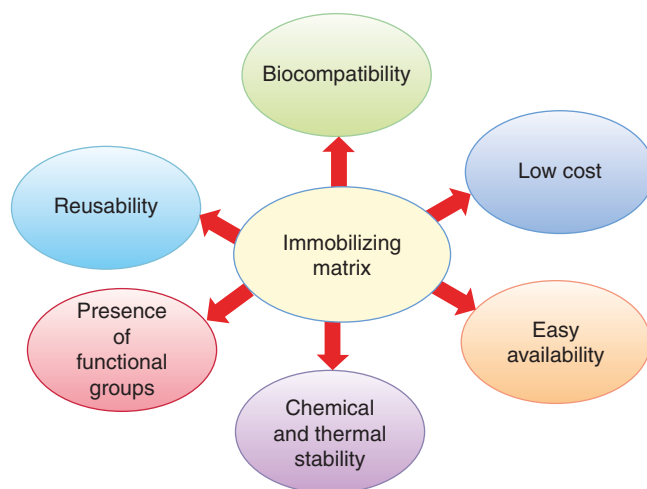 Biocompatibility
Low cost
Reusability
Immobilizing
matrix
Presence
of
functional
groups
Easy
availability
Chemical
and thermal
stability